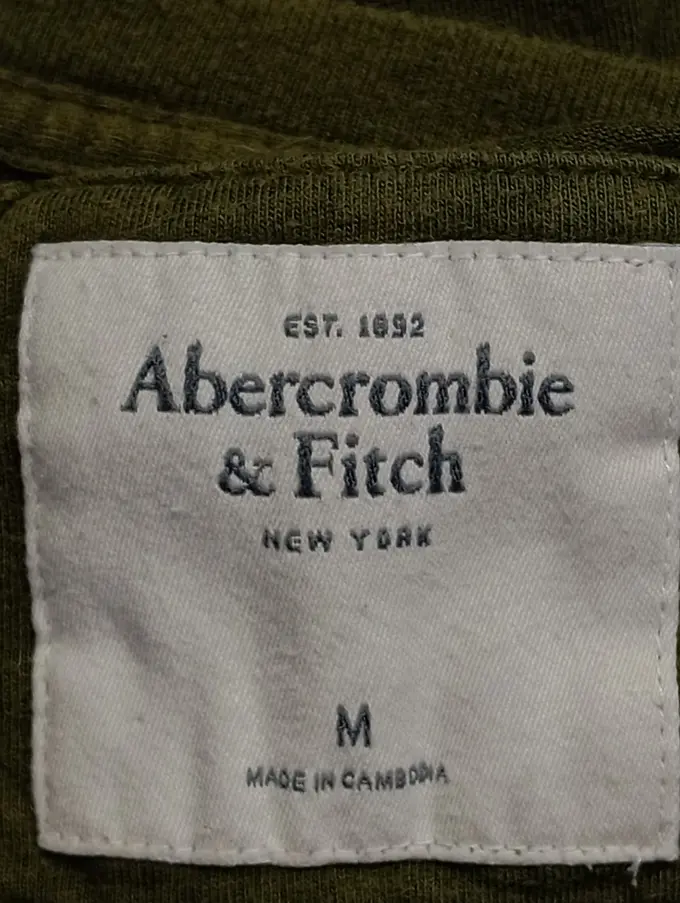 EST. 1892
Abercrombie
& Fitch
NEW YORK
M
MADE IN CAMBODIA